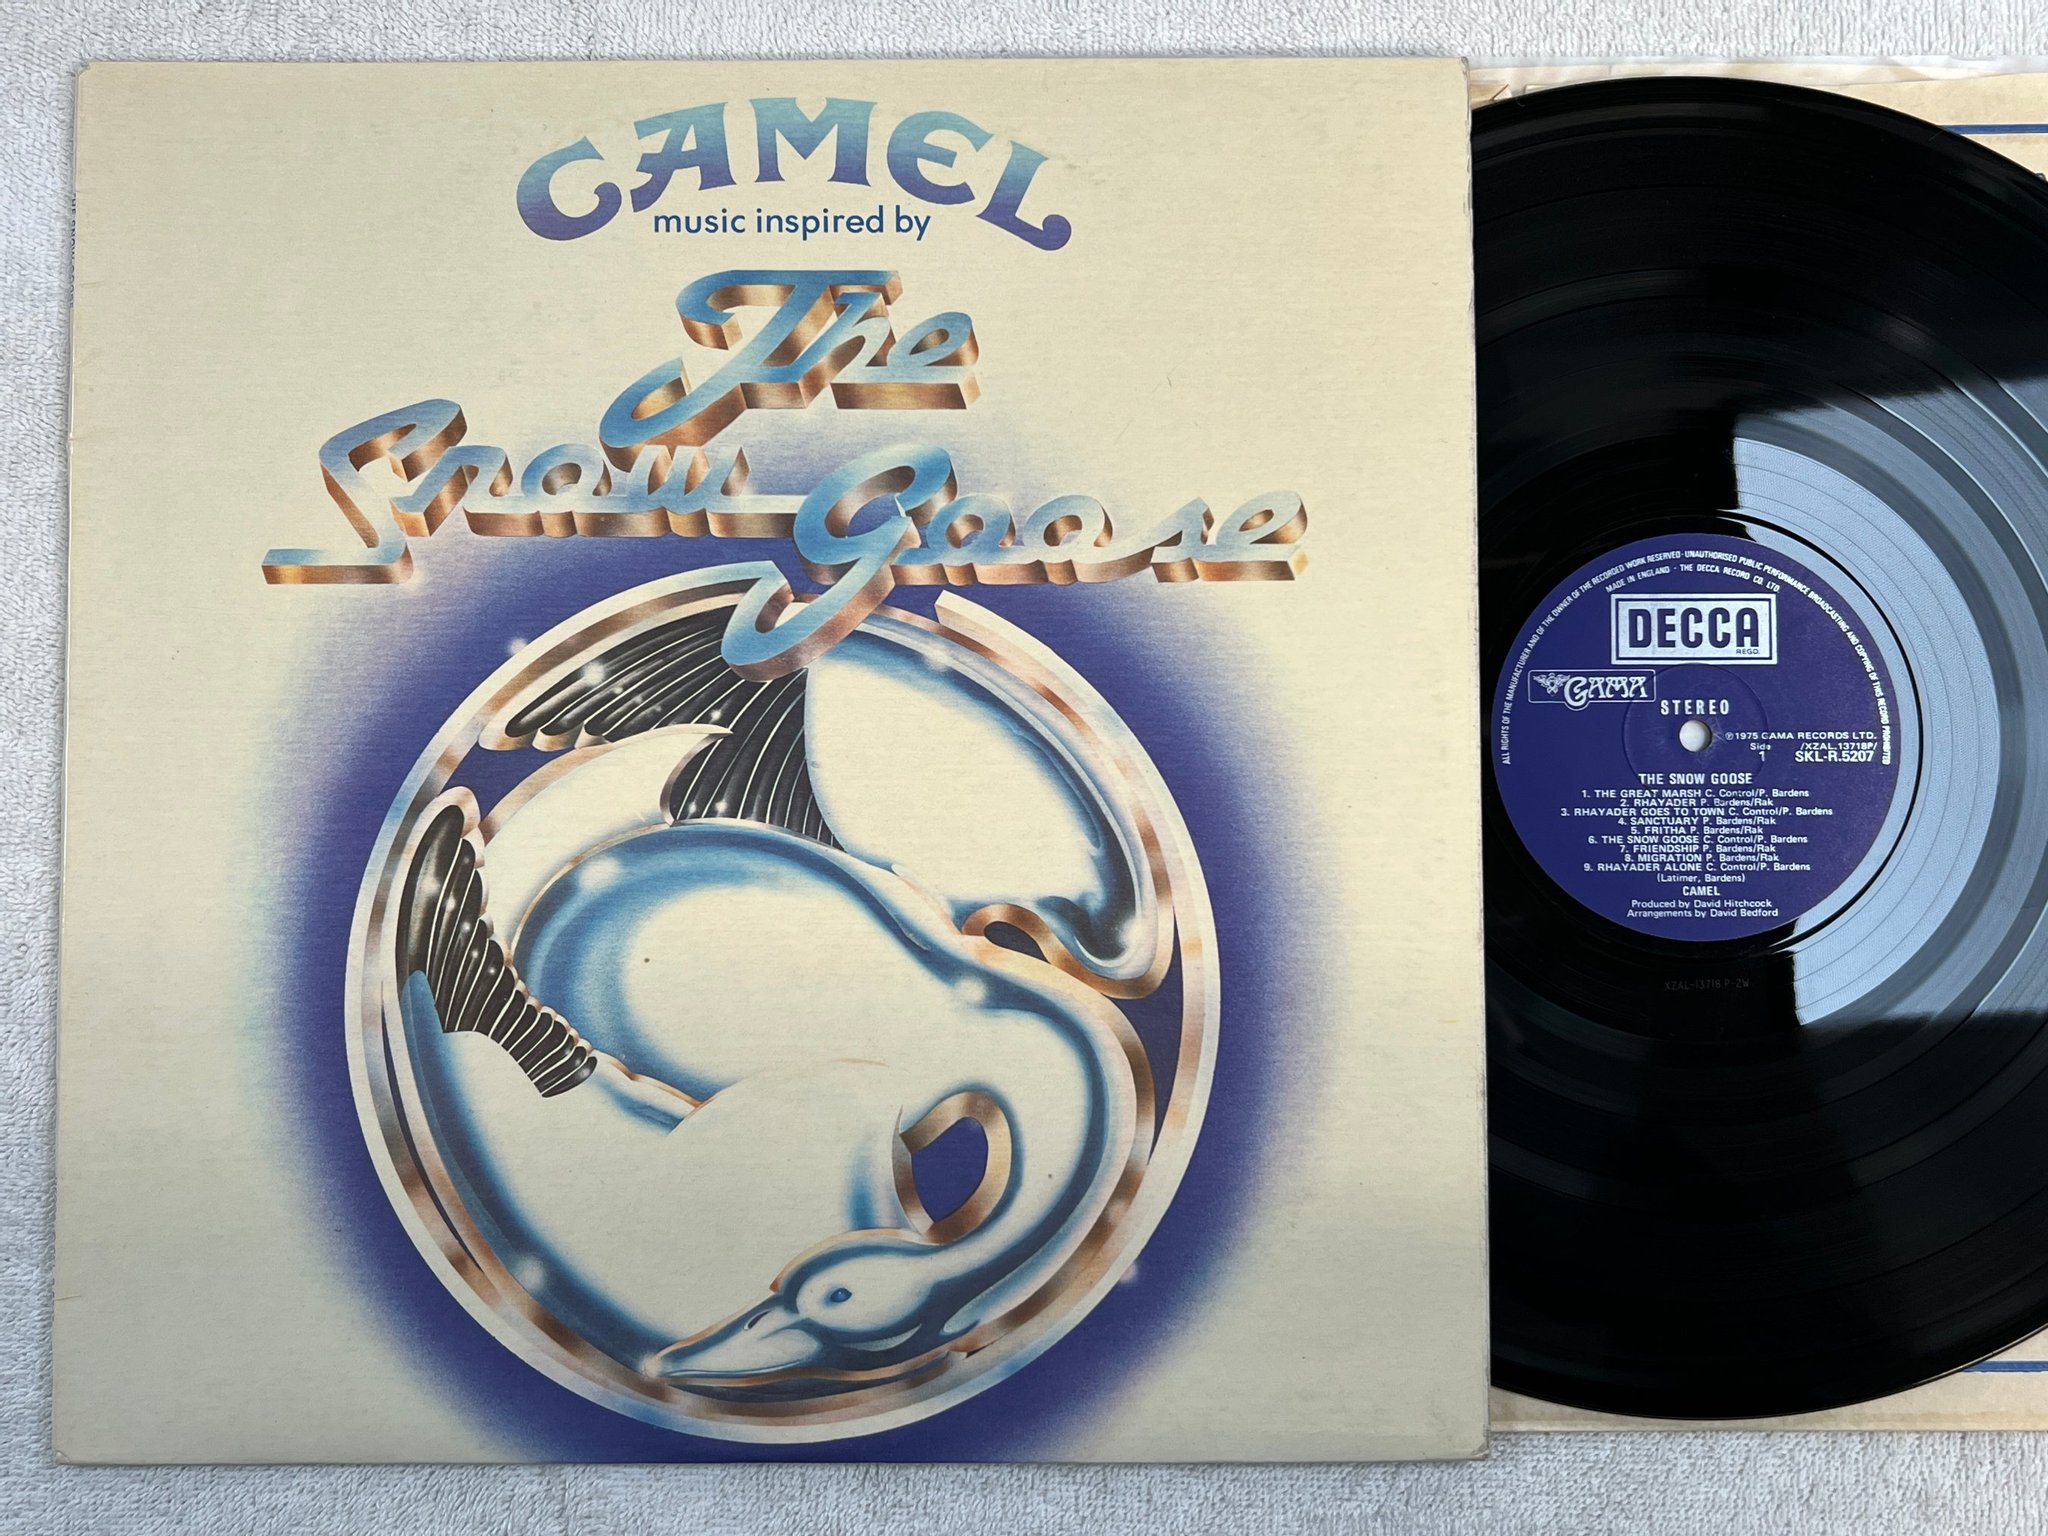 CAMEL
music inspired by
The
Snow Goose
THE SNOW GOOSE
ALL RIGHTS OF THE MANUFACTURER AND OF THE OWNER OF THE RECORDED WORK RESERVED · UNAUTHORISED PUBLIC PERFORMANCE BROADCASTING AND COPYING OF THIS RECORD PROHIBITED
MADE IN ENGLAND · THE DECCA RECORD CO. LTD.
DECCA
REGD.
GAMA
STEREO
Ⓟ1975 GAMA RECORDS LTD.
Side /XZAL.13718P/
1 SKL-R.5207
THE SNOW GOOSE
1. THE GREAT MARSH C. Control/P. Bardens
2. RHAYADER P. Bardens/Rak
3. RHAYADER GOES TO TOWN C. Control/P. Bardens
4. SANCTUARY P. Bardens/Rak
5. FRITHA P. Bardens/Rak
6. THE SNOW GOOSE C. Control/P. Bardens
7. FRIENDSHIP P. Bardens/Rak
8. MIGRATION P. Bardens/Rak
9. RHAYADER ALONE C. Control/P. Bardens
(Latimer, Bardens)
CAMEL
Produced by David Hitchcock
Arrangements by David Bedford
XZAL-13718.P-2W